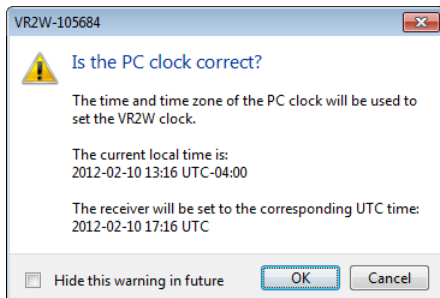 VR2W-105684
Is the PC clock correct?
The time and time zone of the PC clock will be used to
set the VR2W clock.
The current local time is:
2012-02-10 13:16 UTC-04:00
The receiver will be set to the corresponding UTC time:
2012-02-10 17:16 UTC
Hide this warning in future
OK
Cancel